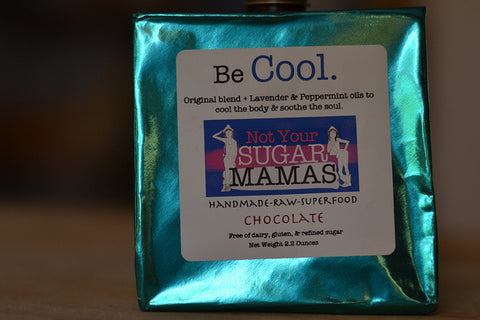 Be Cool.
Original blend + Lavender & Peppermint oils to
cool the body & soothe the soul.
Not Your
SUGAR
MAMAS
HANDMADE-RAW-SUPERFOOD
CHOCOLATE
Free of dairy, gluten, & refined sugar
Net Weight 2.2 Ounces